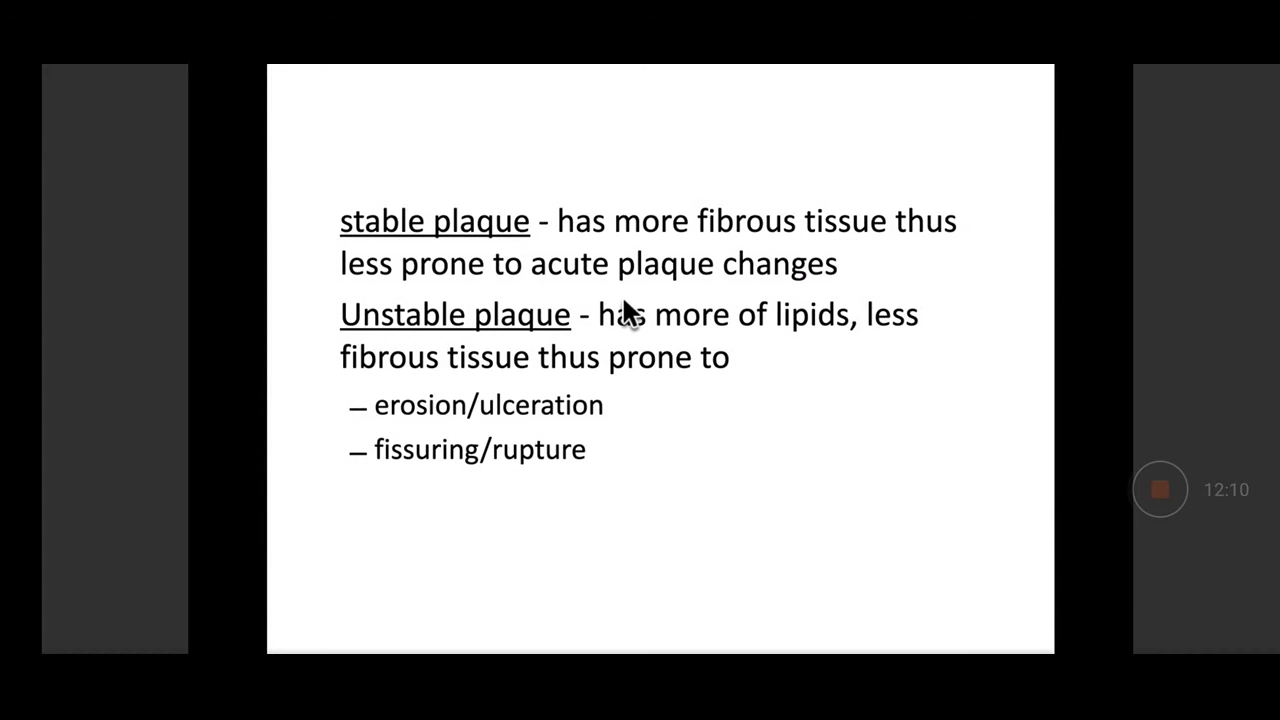 stable plaque - has more fibrous tissue thus
less prone to acute plaque changes
Unstable plaque - has more of lipids, less
fibrous tissue thus prone to
– erosion/ulceration
– fissuring/rupture
12:10